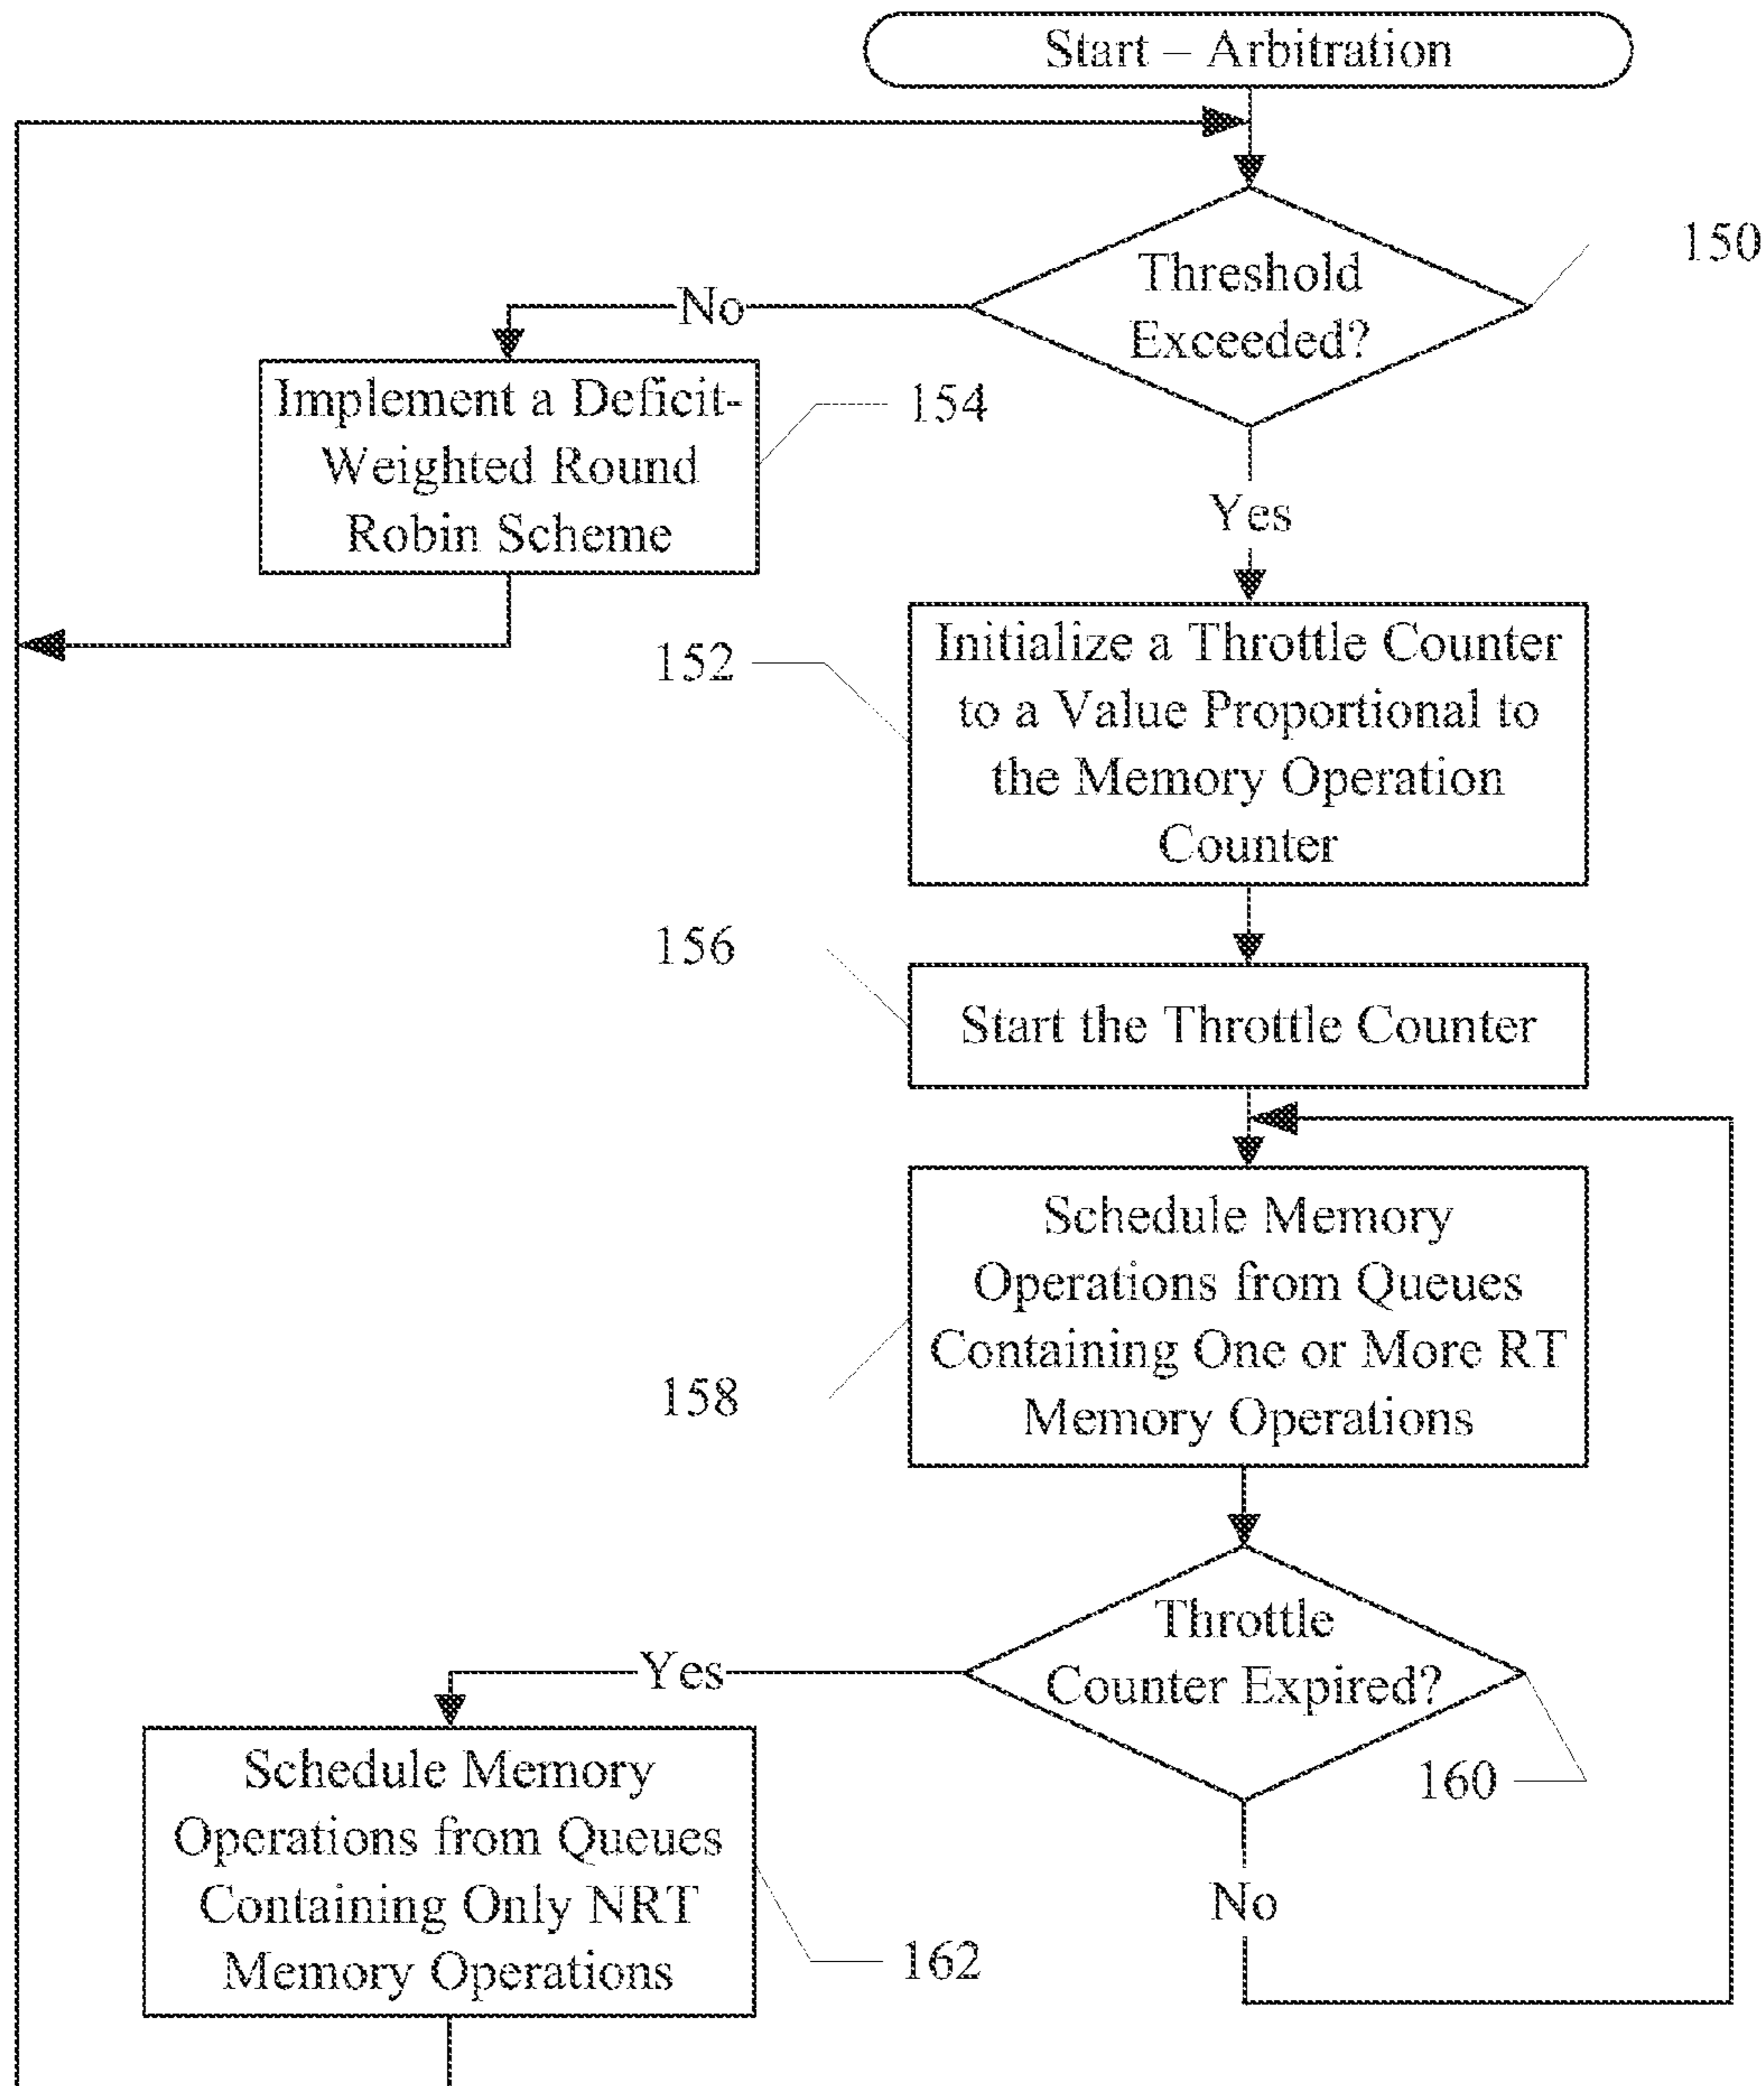 Start – Arbitration
Threshold
Exceeded?
150
No
Implement a Deficit-
Weighted Round
Robin Scheme
154
Yes
Initialize a Throttle Counter
to a Value Proportional to
the Memory Operation
Counter
152
156
Start the Throttle Counter
Schedule Memory
Operations from Queues
Containing One or More RT
Memory Operations
158
Throttle
Counter Expired?
160
Yes
Schedule Memory
Operations from Queues
Containing Only NRT
Memory Operations
162
No